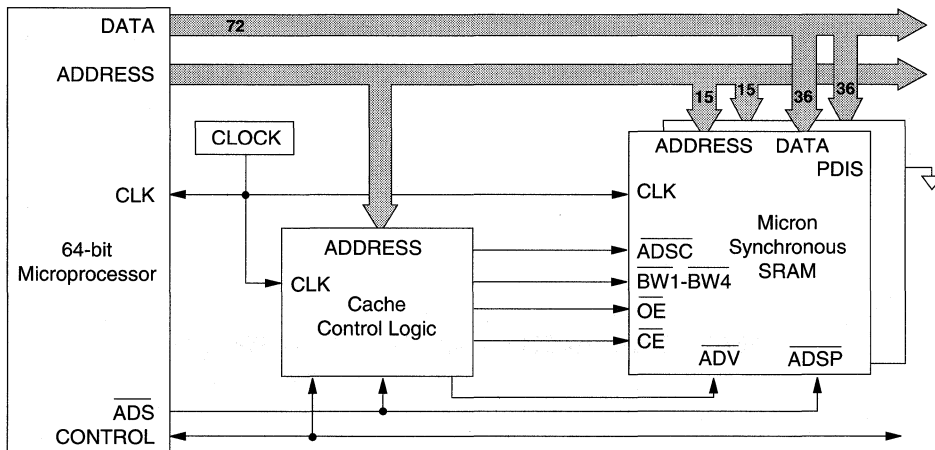 DATA
72
ADDRESS
15
15
36
36
CLOCK
ADDRESS
DATA
PDIS
CLK
CLK
64-bit
Microprocessor
ADDRESS
CLK
Cache
Control Logic
ADSC
BW1-BW4
OE
CE
Micron
Synchronous
SRAM
ADV
ADSP
ADS
CONTROL